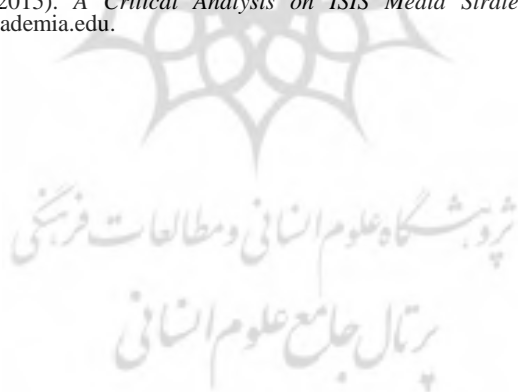 2015). A Critical Analysis on ISIS Media Strate
ademia.edu.
پژوهشگاه علوم انسانی و مطالعات فرهنگی
پرتال جامع علوم انسانی